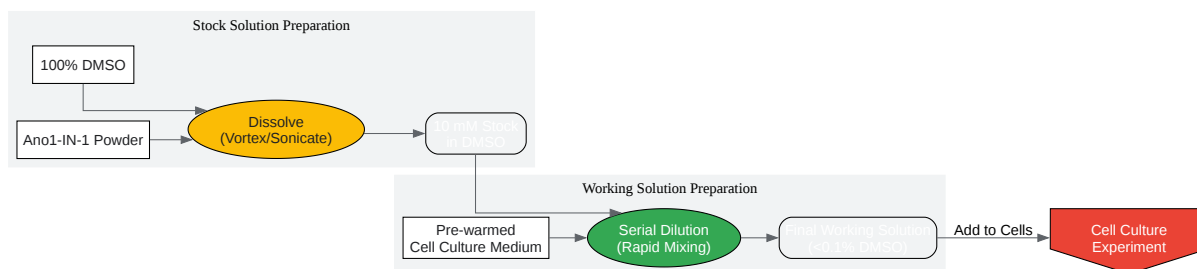 Stock Solution Preparation
100% DMSO
Ano1-IN-1 Powder
Dissolve
(Vortex/Sonicate)
10 mM Stock
in DMSO
Working Solution Preparation
Pre-warmed
Cell Culture Medium
Serial Dilution
(Rapid Mixing)
Final Working Solution
(<0.1% DMSO)
Add to Cells
Cell Culture
Experiment